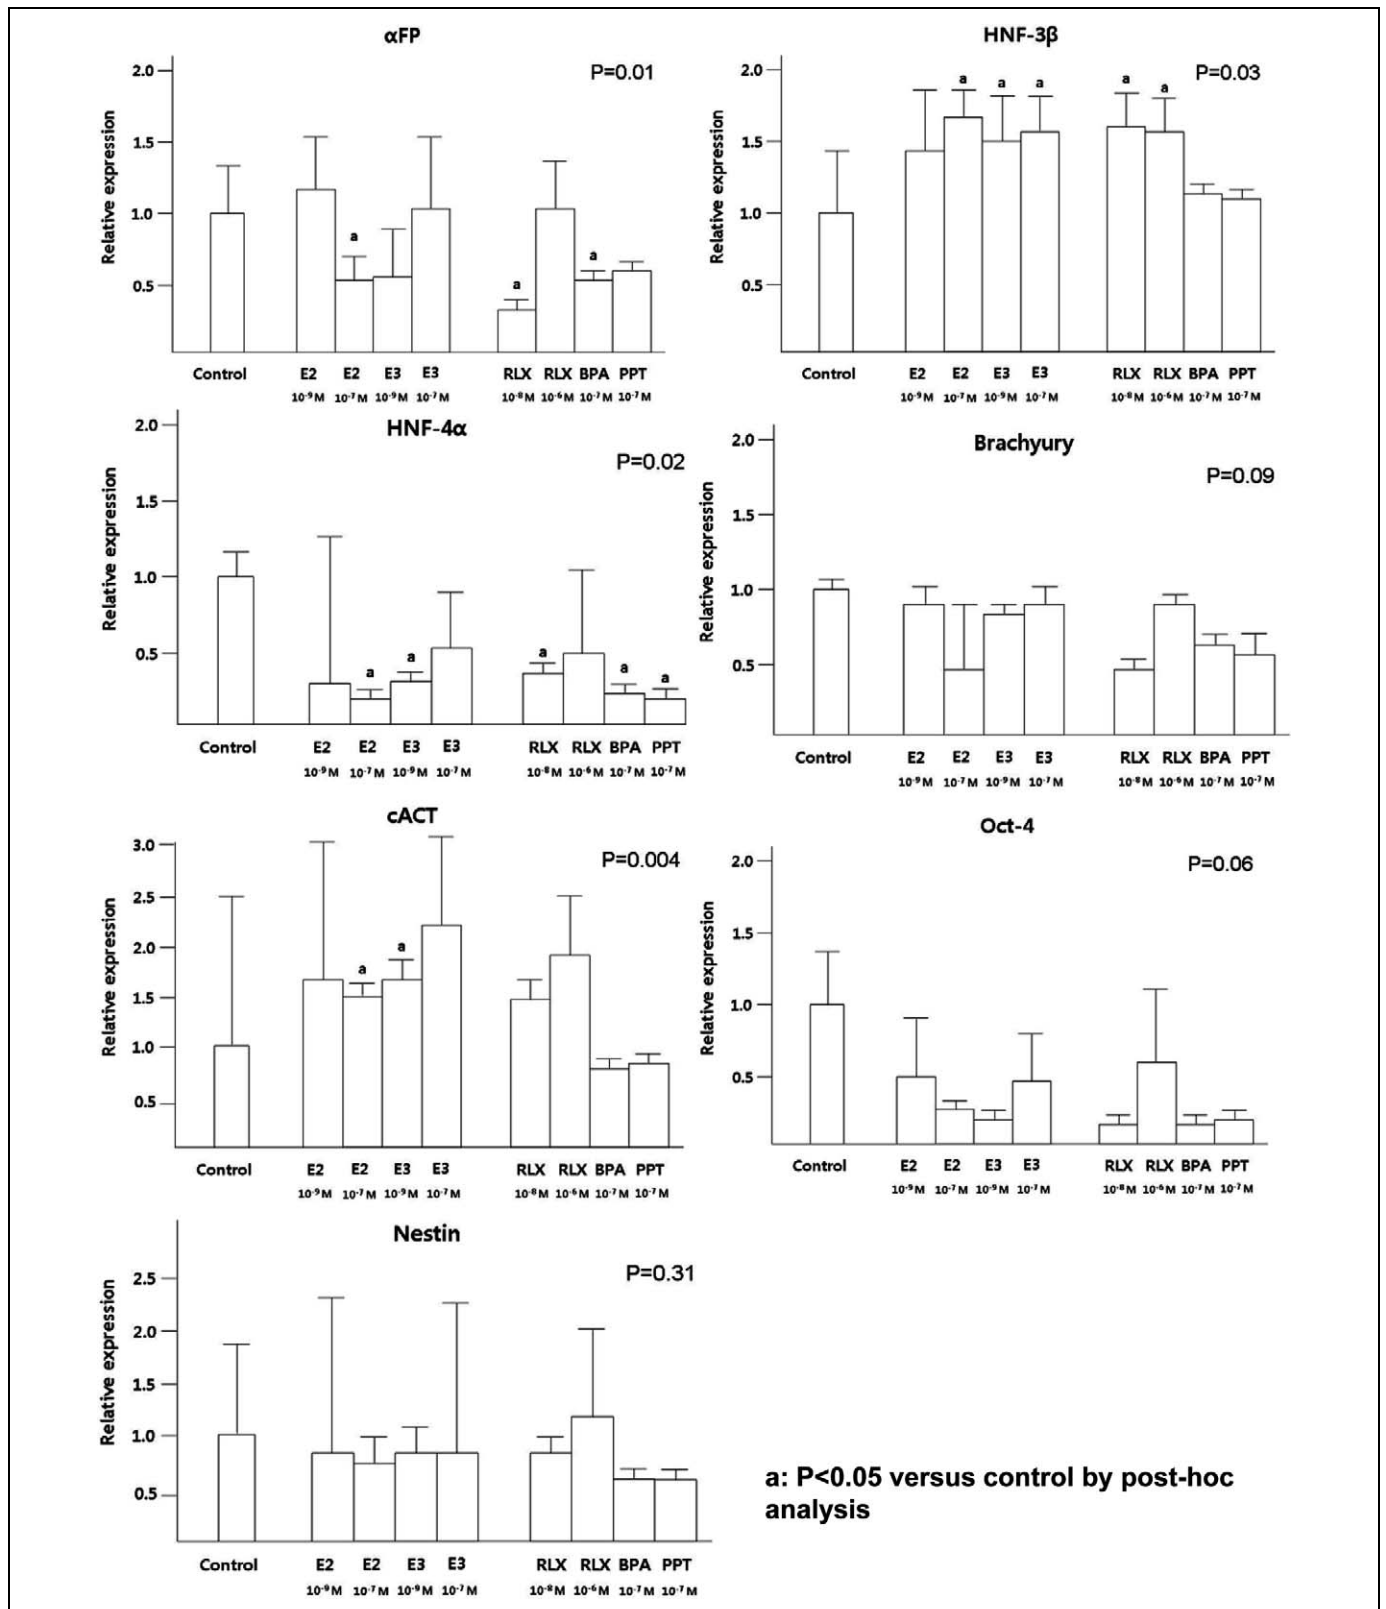 αFP
P=0.01
2.0
1.5
1.0
0.5
Relative expression
Control E2 E2 E3 E3 RLX RLX BPA PPT
10⁻⁹M 10⁻⁷M 10⁻⁹M 10⁻⁷M 10⁻⁸M 10⁻⁶M 10⁻⁷M 10⁻⁷M
a a a
HNF-3β
P=0.03
2.0
1.5
1.0
0.5
Relative expression
a a a a a
Control E2 E2 E3 E3 RLX RLX BPA PPT
10⁻⁹M 10⁻⁷M 10⁻⁹M 10⁻⁷M 10⁻⁸M 10⁻⁶M 10⁻⁷M 10⁻⁷M
HNF-4α
P=0.02
2.0
1.5
1.0
0.5
Relative expression
a a a a a
Control E2 E2 E3 E3 RLX RLX BPA PPT
10⁻⁹M 10⁻⁷M 10⁻⁹M 10⁻⁷M 10⁻⁸M 10⁻⁶M 10⁻⁷M 10⁻⁷M
Brachyury
P=0.09
2.0
1.5
1.0
0.5
Relative expression
Control E2 E2 E3 E3 RLX RLX BPA PPT
10⁻⁹M 10⁻⁷M 10⁻⁹M 10⁻⁷M 10⁻⁸M 10⁻⁶M 10⁻⁷M 10⁻⁷M
cACT
P=0.004
3.0
2.5
2.0
1.5
1.0
0.5
Relative expression
a a
Control E2 E2 E3 E3 RLX RLX BPA PPT
10⁻⁹M 10⁻⁷M 10⁻⁹M 10⁻⁷M 10⁻⁸M 10⁻⁶M 10⁻⁷M 10⁻⁷M
Oct-4
P=0.06
2.0
1.5
1.0
0.5
Relative expression
Control E2 E2 E3 E3 RLX RLX BPA PPT
10⁻⁹M 10⁻⁷M 10⁻⁹M 10⁻⁷M 10⁻⁸M 10⁻⁶M 10⁻⁷M 10⁻⁷M
Nestin
P=0.31
2.5
2.0
1.5
1.0
0.5
Relative expression
Control E2 E2 E3 E3 RLX RLX BPA PPT
10⁻⁹M 10⁻⁷M 10⁻⁹M 10⁻⁷M 10⁻⁸M 10⁻⁶M 10⁻⁷M 10⁻⁷M
a: P<0.05 versus control by post-hoc
analysis